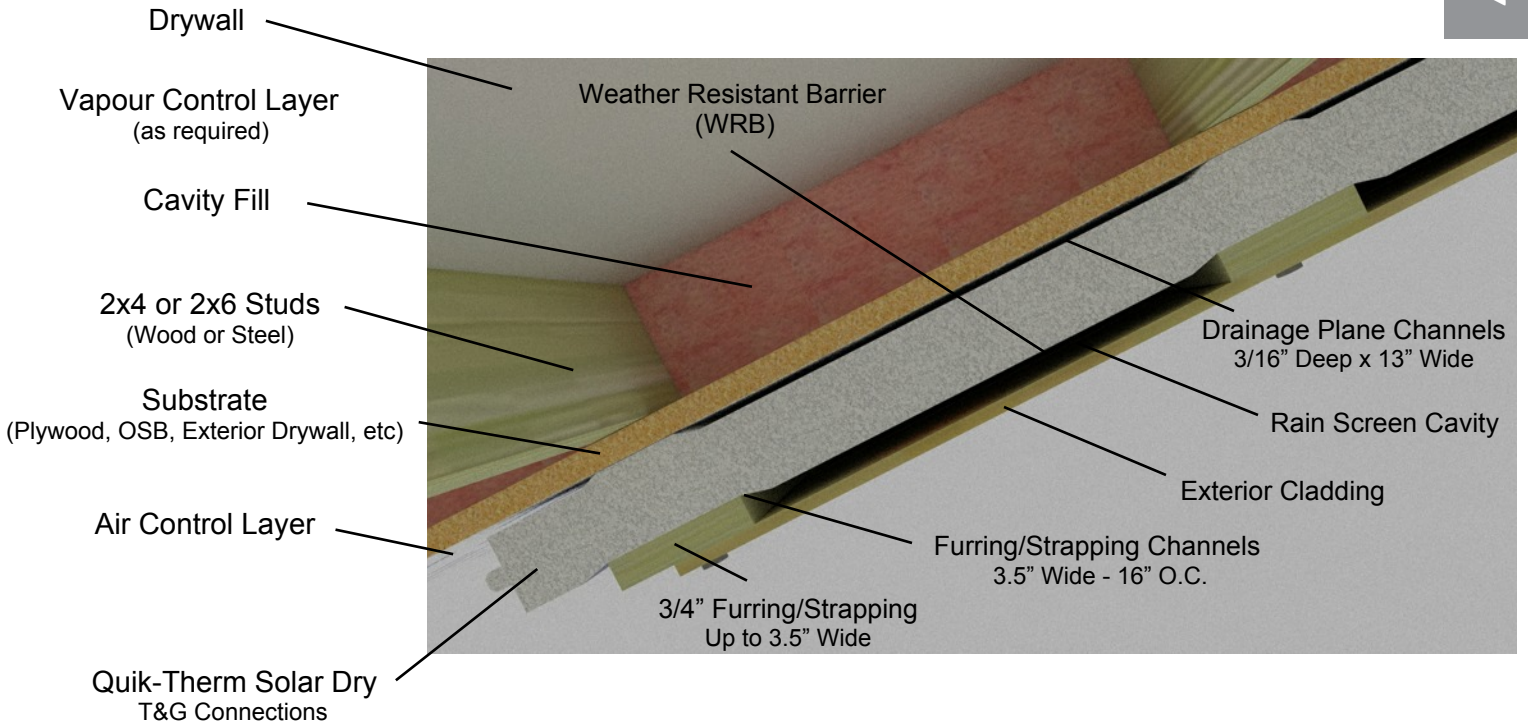 Drywall
Vapour Control Layer
(as required)
Cavity Fill
2x4 or 2x6 Studs
(Wood or Steel)
Substrate
(Plywood, OSB, Exterior Drywall, etc)
Air Control Layer
Quik-Therm Solar Dry
T&G Connections
Weather Resistant Barrier
(WRB)
Drainage Plane Channels
3/16” Deep x 13” Wide
Rain Screen Cavity
Exterior Cladding
Furring/Strapping Channels
3.5” Wide - 16” O.C.
3/4” Furring/Strapping
Up to 3.5” Wide